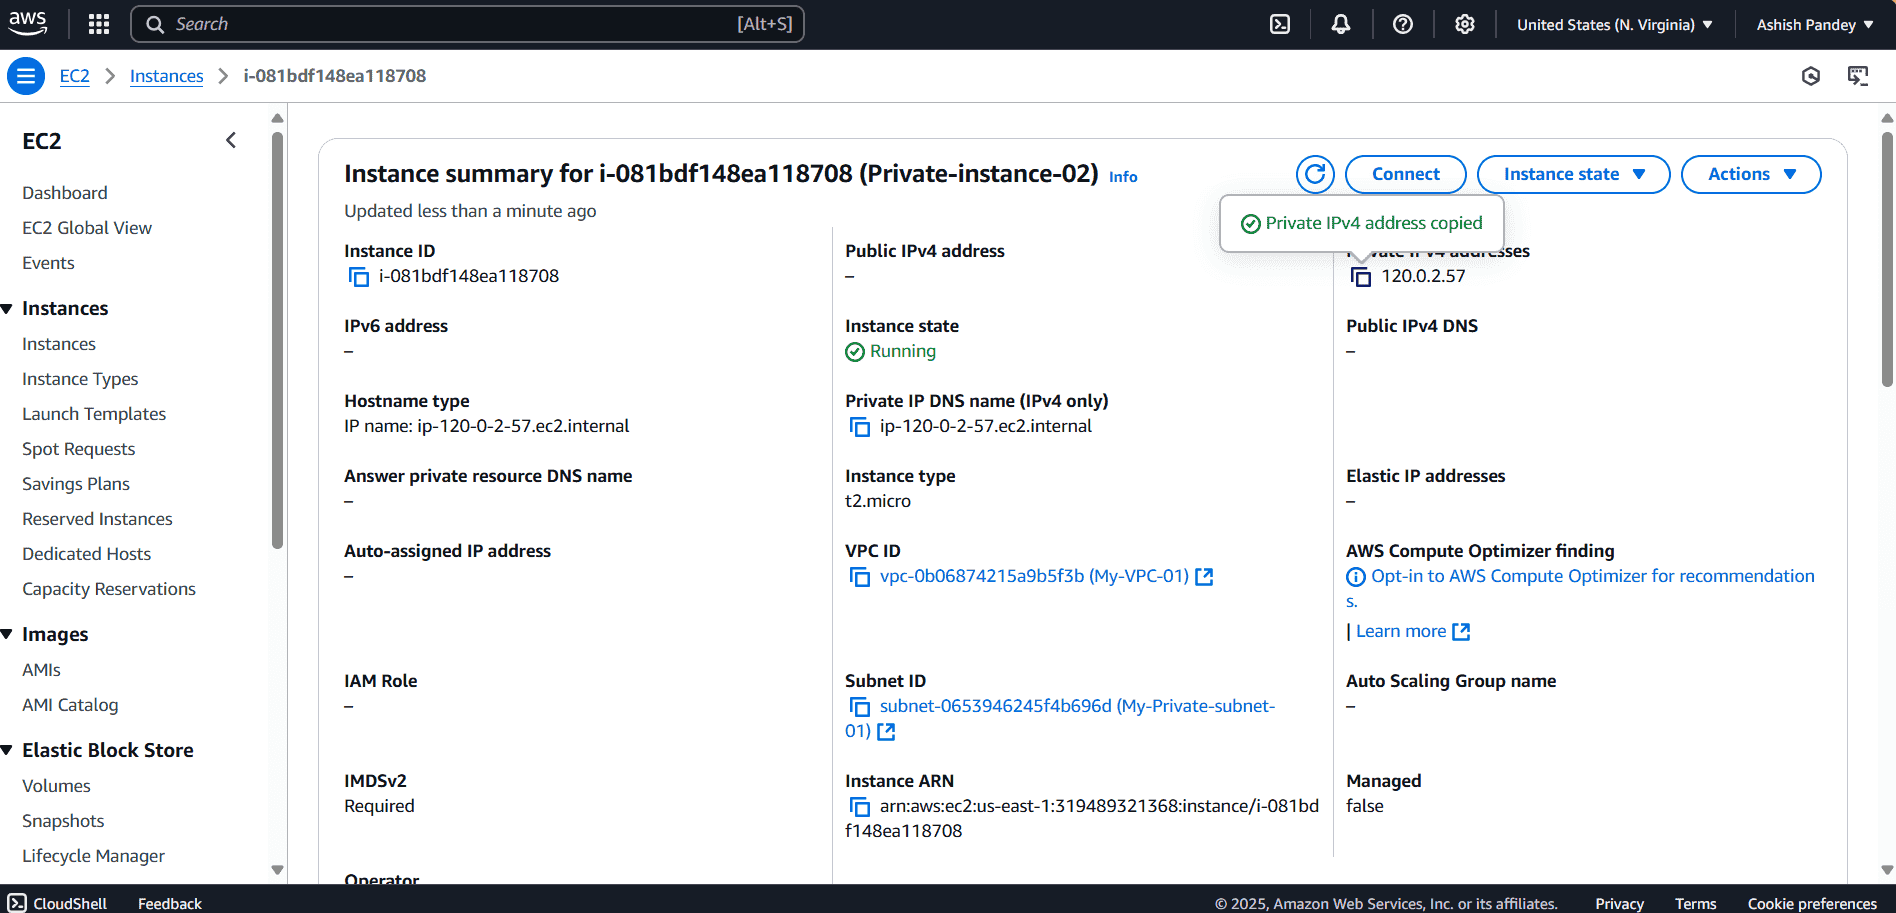 aws
Search [Alt+S]
United States (N. Virginia) Ashish Pandey
EC2 Instances i-081bdf148ea118708
EC2
Dashboard
EC2 Global View
Events
Instances
Instances
Instance Types
Launch Templates
Spot Requests
Savings Plans
Reserved Instances
Dedicated Hosts
Capacity Reservations
Images
AMIs
AMI Catalog
Elastic Block Store
Volumes
Snapshots
Lifecycle Manager
Instance summary for i-081bdf148ea118708 (Private-instance-02) Info
Connect Instance state Actions
Updated less than a minute ago
Private IPv4 address copied
Instance ID
i-081bdf148ea118708
Public IPv4 address
–
Private IPv4 addresses
120.0.2.57
IPv6 address
–
Instance state
Running
Public IPv4 DNS
–
Hostname type
IP name: ip-120-0-2-57.ec2.internal
Private IP DNS name (IPv4 only)
ip-120-0-2-57.ec2.internal
Answer private resource DNS name
–
Instance type
t2.micro
Elastic IP addresses
–
Auto-assigned IP address
–
VPC ID
vpc-0b06874215a9b5f3b (My-VPC-01)
AWS Compute Optimizer finding
Opt-in to AWS Compute Optimizer for recommendation
s.
| Learn more
IAM Role
–
Subnet ID
subnet-0653946245f4b696d (My-Private-subnet-
01)
Auto Scaling Group name
–
IMDSv2
Required
Instance ARN
arn:aws:ec2:us-east-1:319489321368:instance/i-081bd
f148ea118708
Managed
false
Operator
CloudShell Feedback © 2025, Amazon Web Services, Inc. or its affiliates. Privacy Terms Cookie preferences